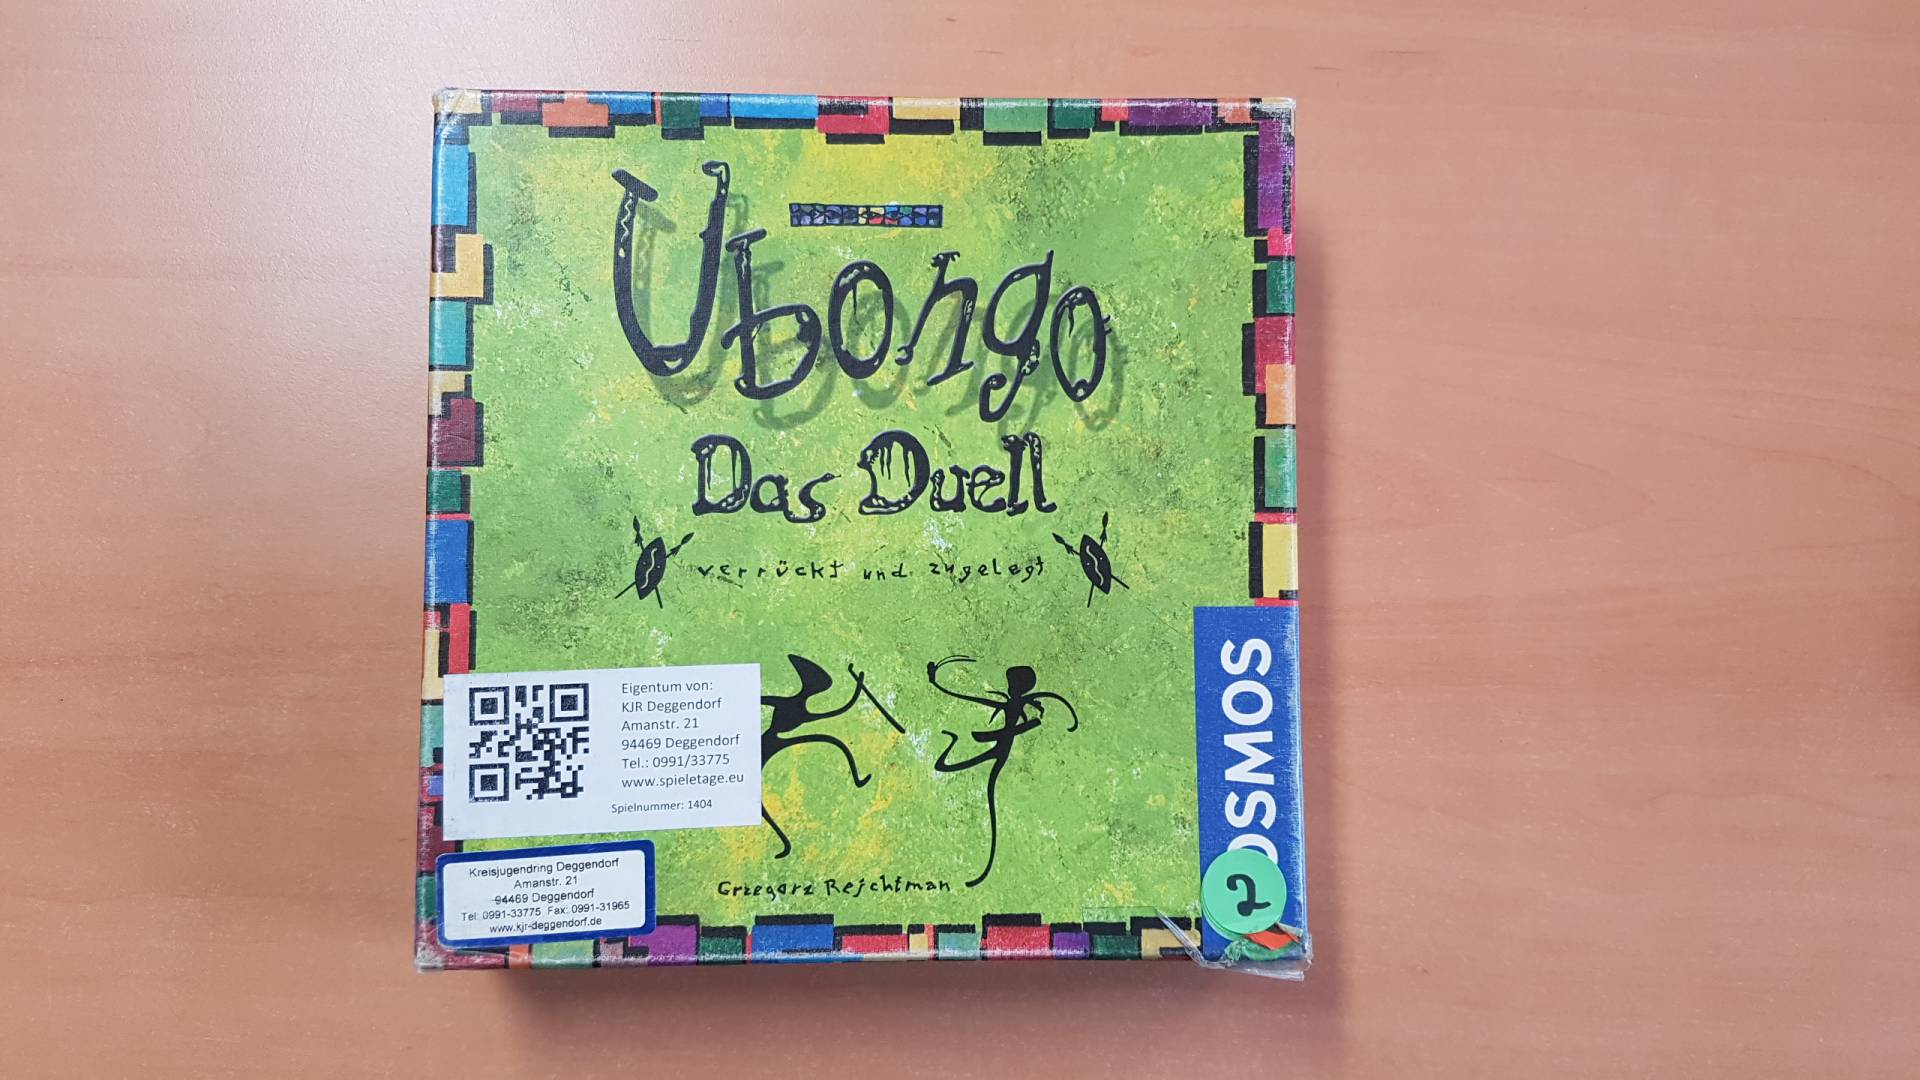 Ubongo
Das Duell
verrückt und zugelegt
Eigentum von:
KJR Deggendorf
Amanstr. 21
94469 Deggendorf
Tel.: 0991/33775
www.spieletage.eu
Spielnummer: 1404
Kreisjugendring Deggendorf
Amanstr. 21
94469 Deggendorf
Tel: 0991-33775 Fax: 0991-31965
www.kjr-deggendorf.de
Grzegorz Rejchtman
OSMOS
2